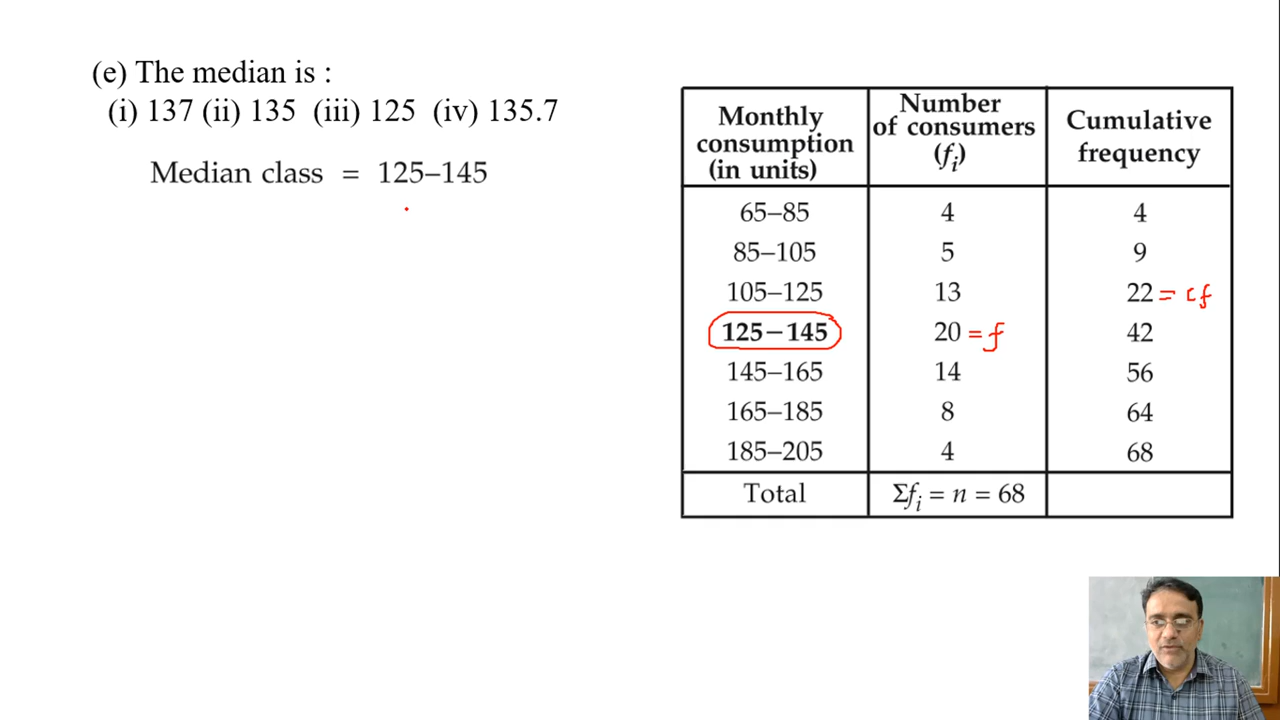 (e) The median is :
(i) 137 (ii) 135 (iii) 125 (iv) 135.7
Median class = 125–145
Monthly consumption (in units) Number of consumers (fᵢ) Cumulative frequency
65–85 4 4
85–105 5 9
105–125 13 22 = cf
125–145 20 = f 42
145–165 14 56
165–185 8 64
185–205 4 68
Total Σfᵢ = n = 68